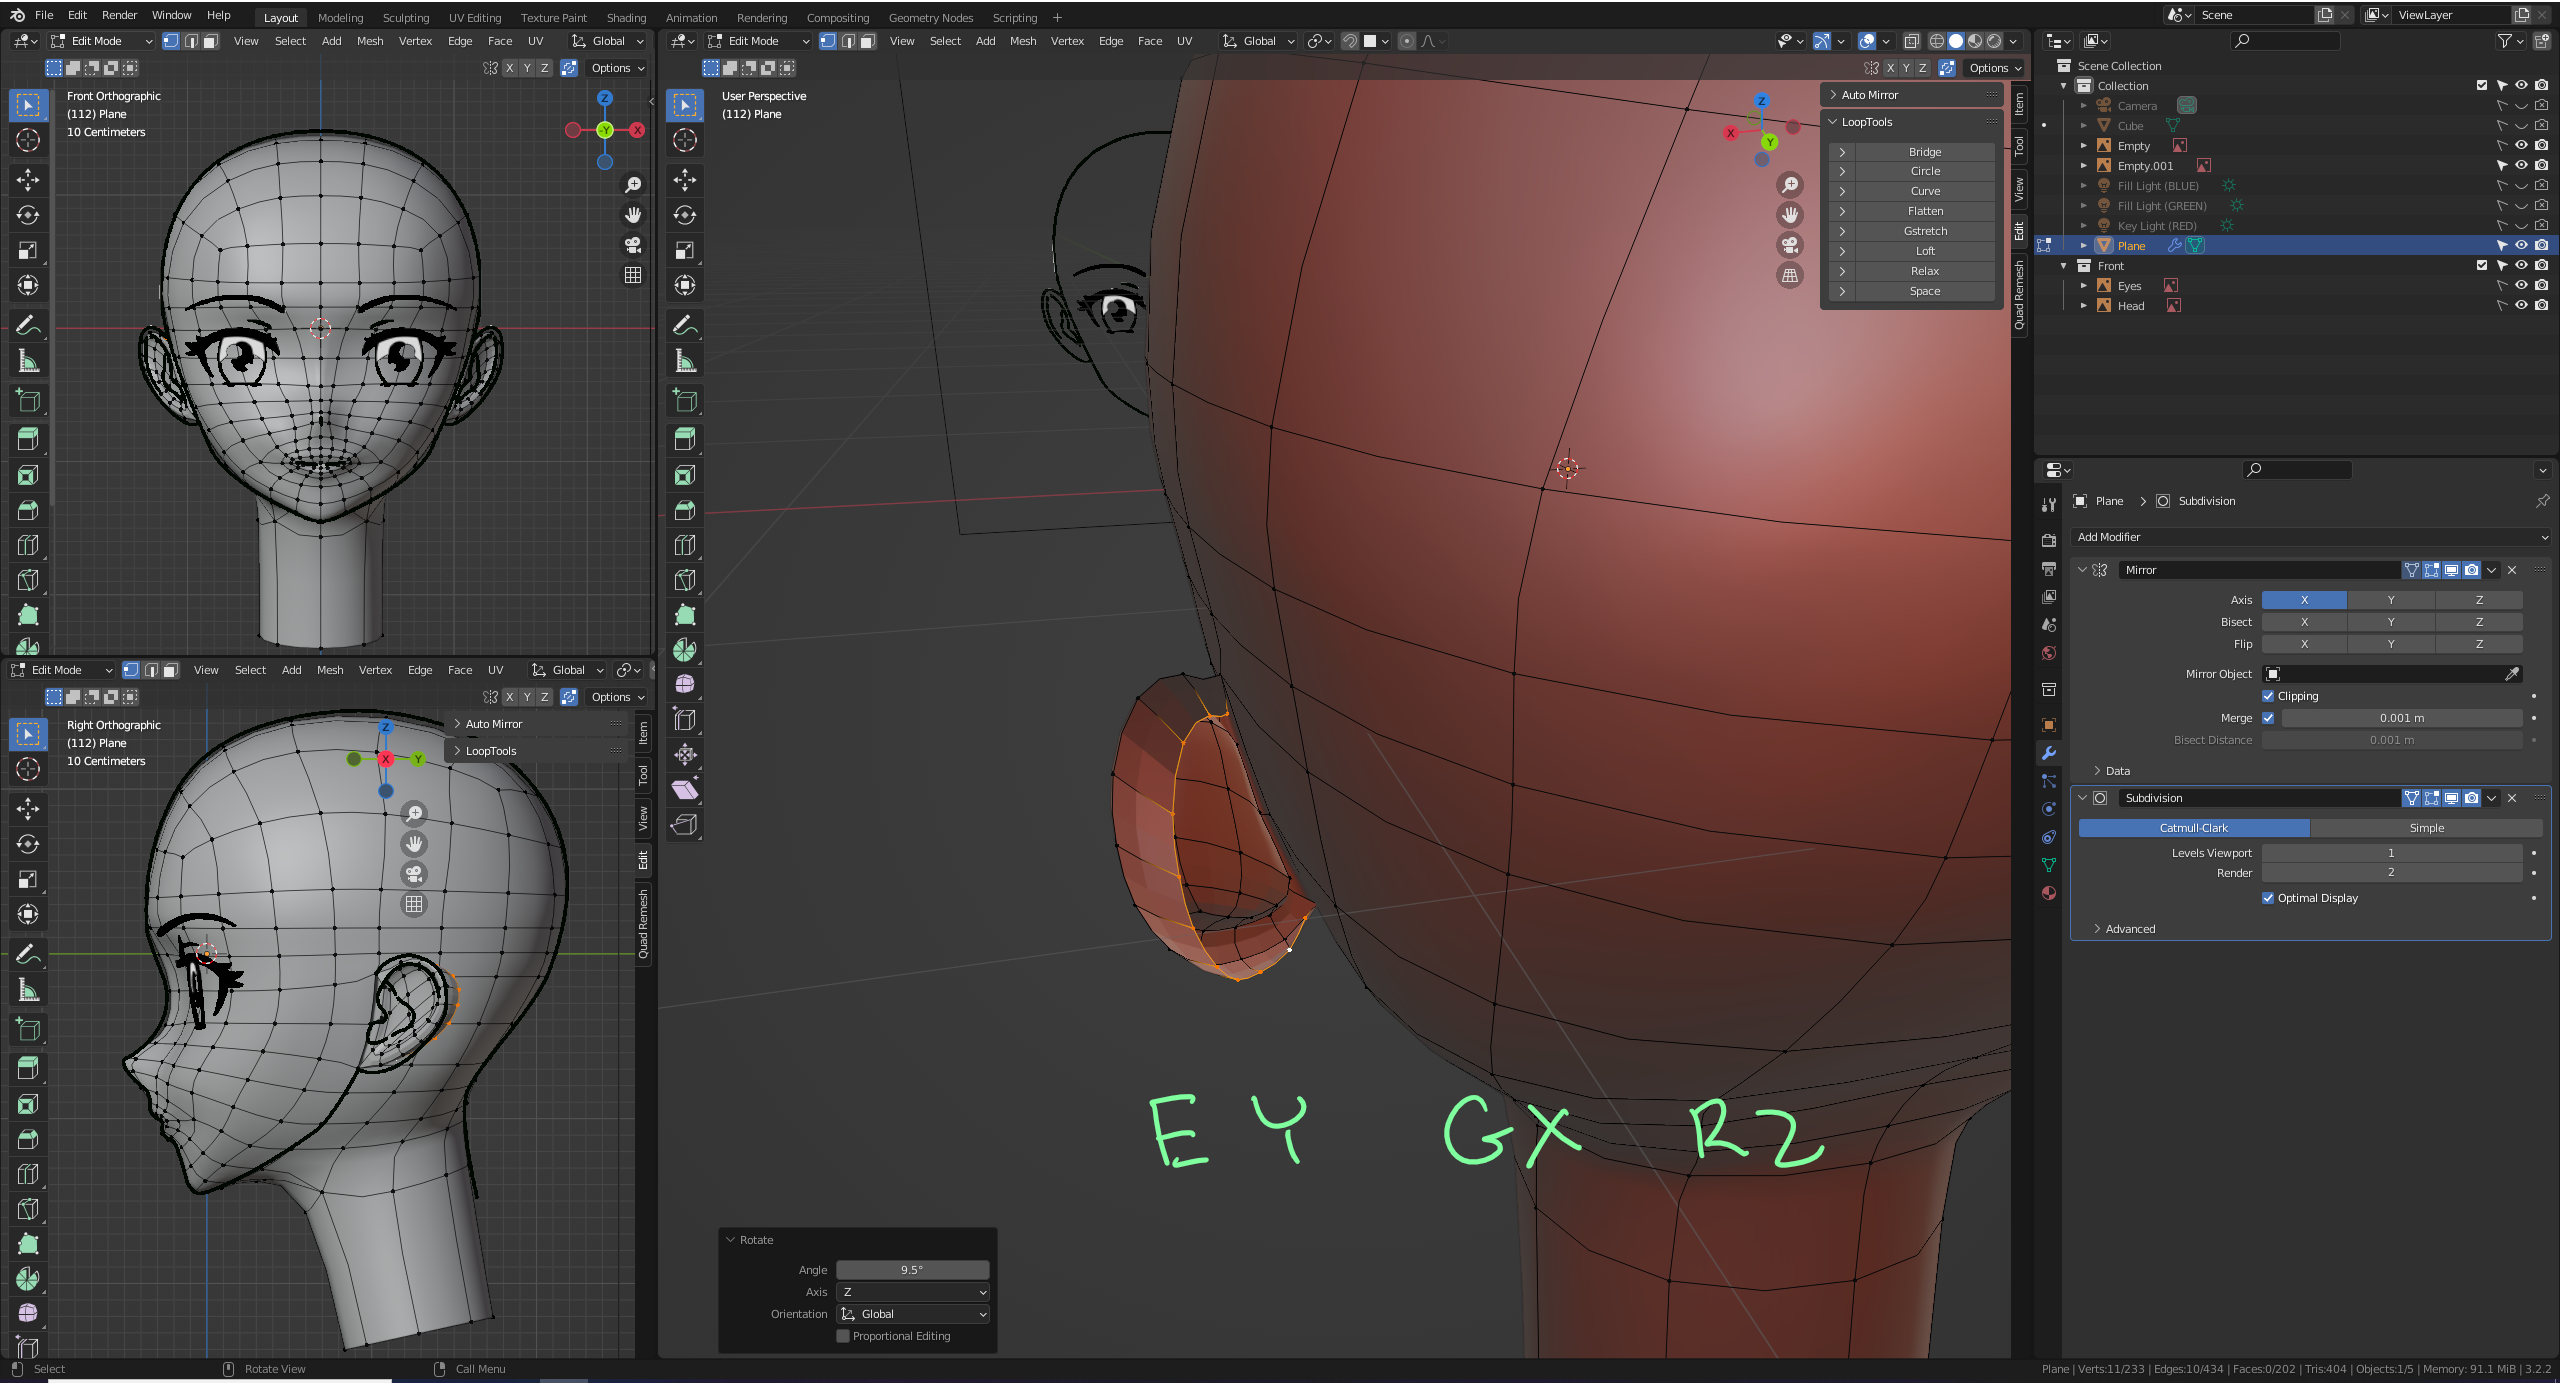 File Edit Render Window Help Layout Modeling Sculpting UV Editing Texture Paint Shading Animation Rendering Compositing Geometry Nodes Scripting + Scene ViewLayer
Edit Mode View Select Add Mesh Vertex Edge Face UV Global
X Y Z Options
Front Orthographic
(112) Plane
10 Centimeters
Z
-Y X
Edit Mode View Select Add Mesh Vertex Edge Face UV Global
X Y Z Options
Right Orthographic
(112) Plane
10 Centimeters
Z
X Y
Auto Mirror
LoopTools
Item
Tool
View
Edit
Quad Remesh
Edit Mode View Select Add Mesh Vertex Edge Face UV Global
X Y Z Options
User Perspective
(112) Plane
Z
X
Y
Auto Mirror
LoopTools
Bridge
Circle
Curve
Flatten
Gstretch
Loft
Relax
Space
Item
Tool
View
Edit
Quad Remesh
E Y G X R Z
Rotate
Angle 9.5°
Axis Z
Orientation Global
Proportional Editing
Scene Collection
Collection
Camera
Cube
Empty
Empty.001
Fill Light (BLUE)
Fill Light (GREEN)
Key Light (RED)
Plane
Front
Eyes
Head
Plane > Subdivision
Add Modifier
Mirror
Axis X Y Z
Bisect X Y Z
Flip X Y Z
Mirror Object
Clipping
Merge 0.001 m
Bisect Distance 0.001 m
Data
Subdivision
Catmull-Clark Simple
Levels Viewport 1
Render 2
Optimal Display
Advanced
Select Rotate View Call Menu Plane | Verts:11/233 | Edges:10/434 | Faces:0/202 | Tris:404 | Objects:1/5 | Memory: 91.1 MiB | 3.2.2